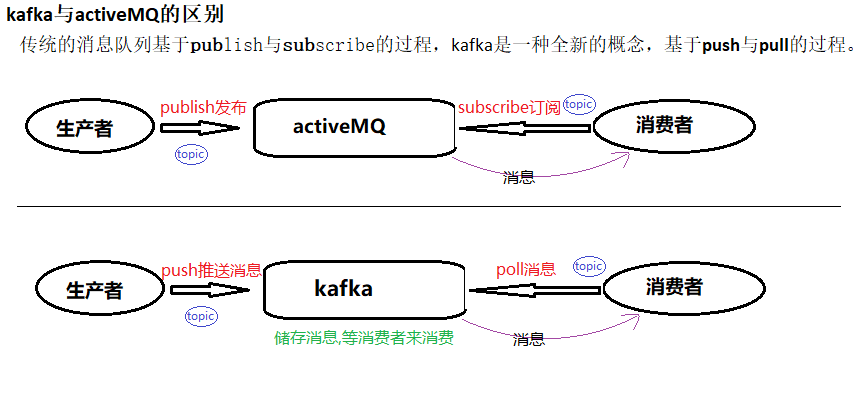 kafka与activeMQ的区别
传统的消息队列基于publish与subscribe的过程，kafka是一种全新的概念，基于push与pull的过程。
publish发布
subscribe订阅
topic
生产者
activeMQ
消费者
topic
消息
push推送消息
poll消息
topic
生产者
kafka
消费者
topic
储存消息,等消费者来消费
消息